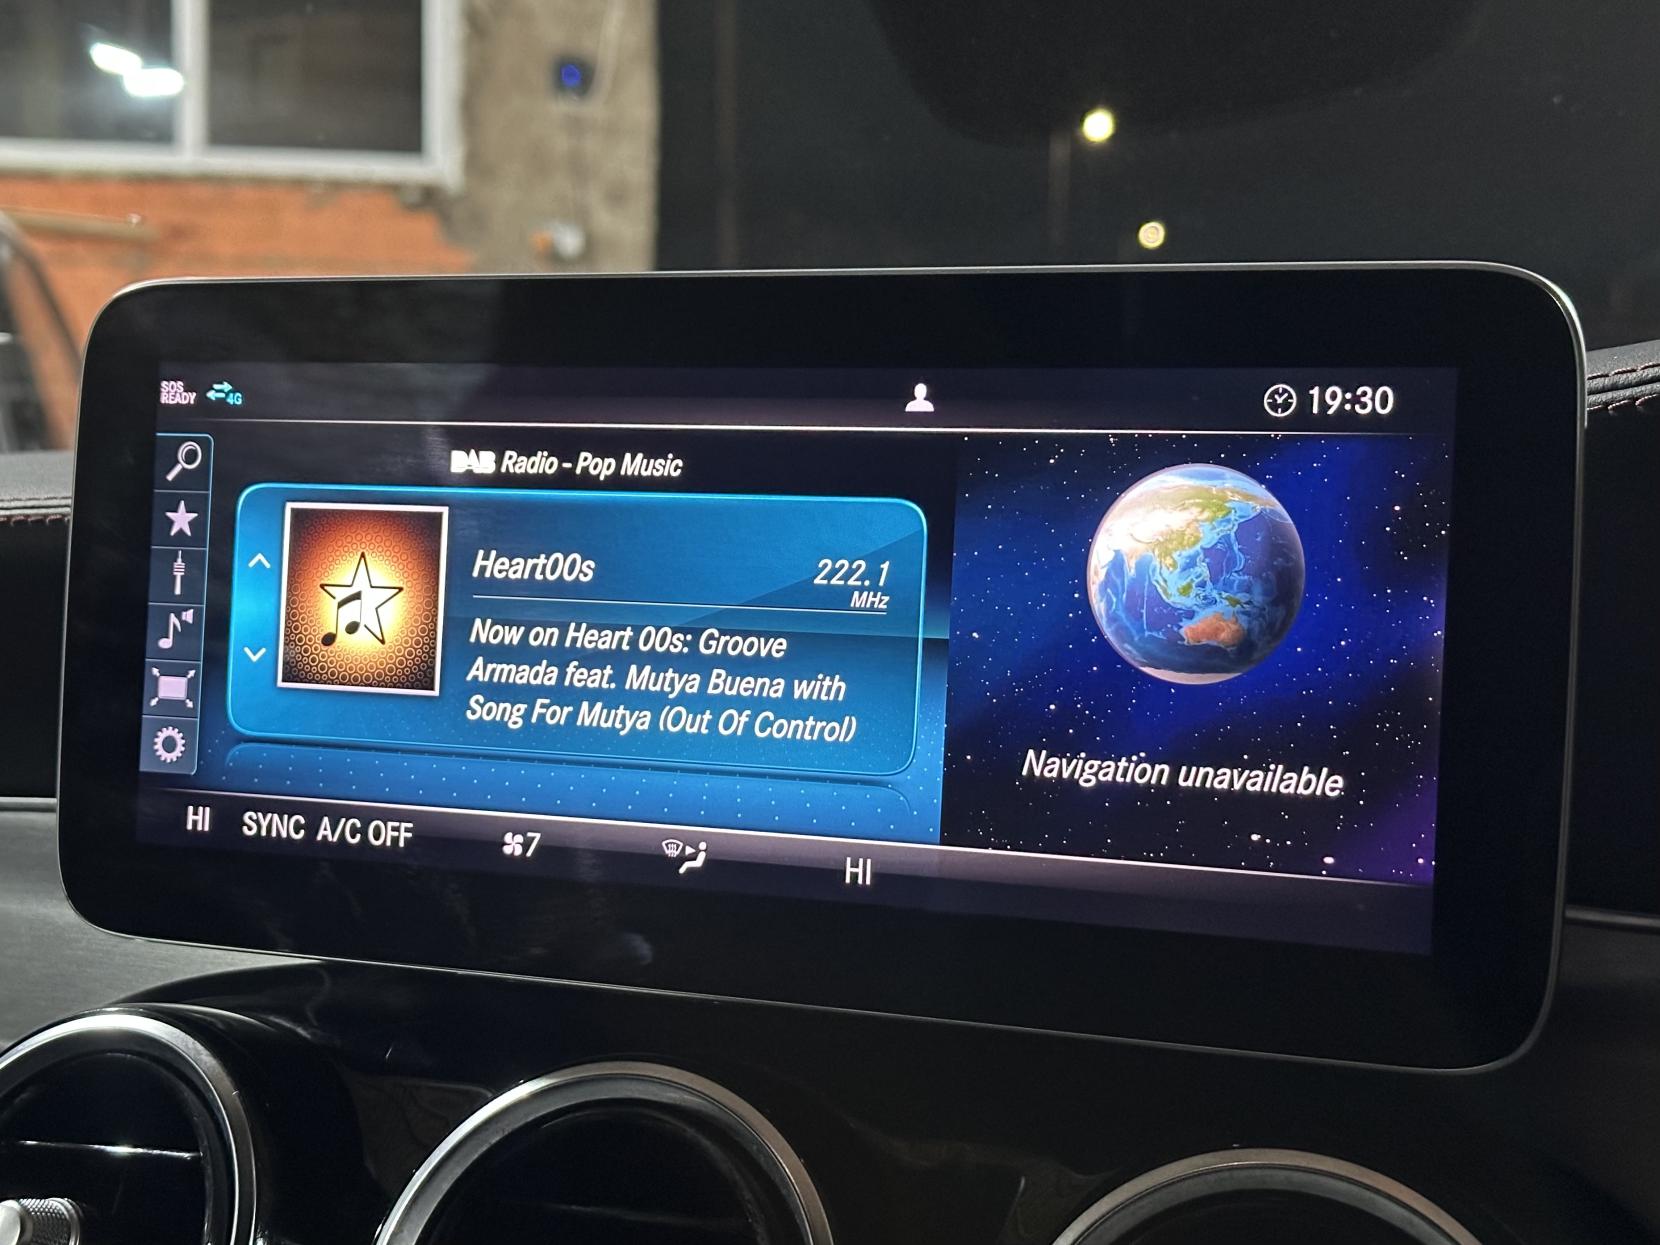 SOS
READY
4G
19:30
DAB Radio - Pop Music
Heart00s
222.1
MHz
Now on Heart 00s: Groove
Armada feat. Mutya Buena with
Song For Mutya (Out Of Control)
Navigation unavailable
HI SYNC A/C OFF 7 HI